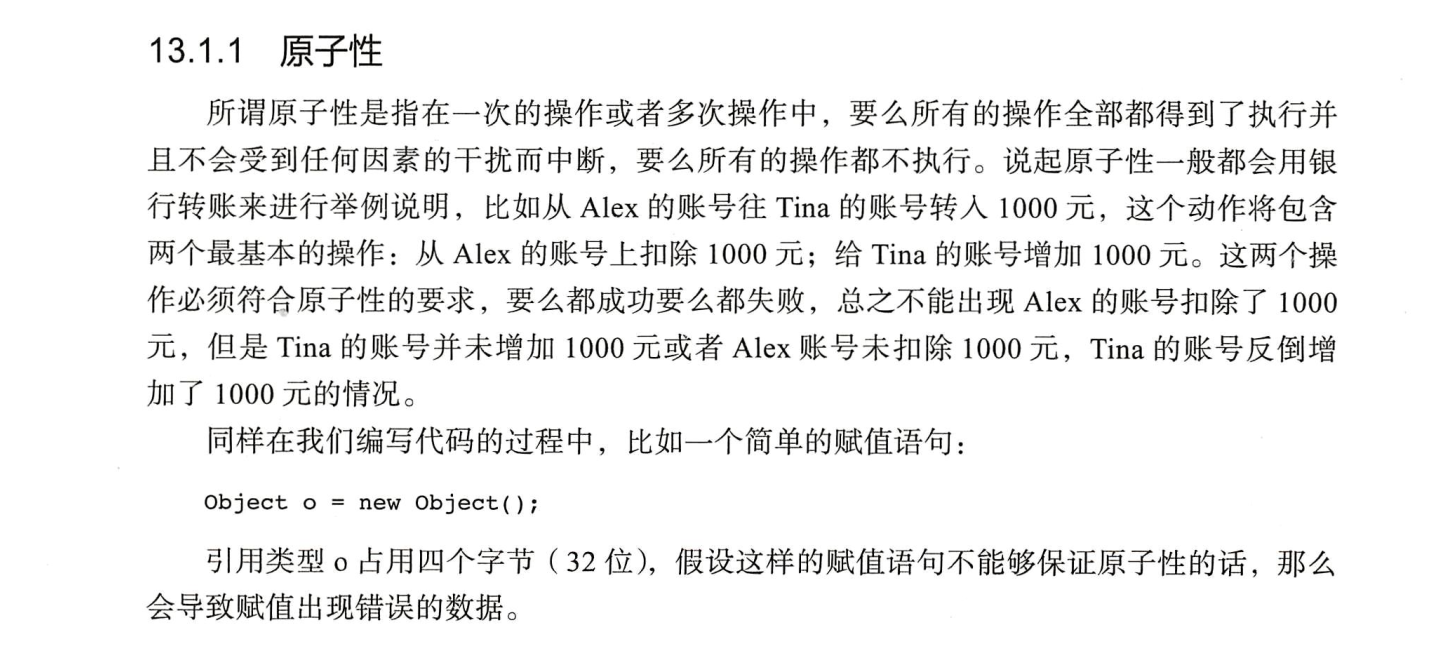 13.1.1 原子性
所谓原子性是指在一次的操作或者多次操作中，要么所有的操作全部都得到了执行并
且不会受到任何因素的干扰而中断，要么所有的操作都不执行。说起原子性一般都会用银
行转账来进行举例说明，比如从 Alex 的账号往 Tina 的账号转入 1000 元，这个动作将包含
两个最基本的操作：从 Alex 的账号上扣除 1000 元；给 Tina 的账号增加 1000 元。这两个操
作必须符合原子性的要求，要么都成功要么都失败，总之不能出现 Alex 的账号扣除了 1000
元，但是 Tina 的账号并未增加 1000 元或者 Alex 账号未扣除 1000 元，Tina 的账号反倒增
加了 1000 元的情况。
同样在我们编写代码的过程中，比如一个简单的赋值语句：
Object o = new Object();
引用类型 o 占用四个字节（32 位），假设这样的赋值语句不能够保证原子性的话，那么
会导致赋值出现错误的数据。